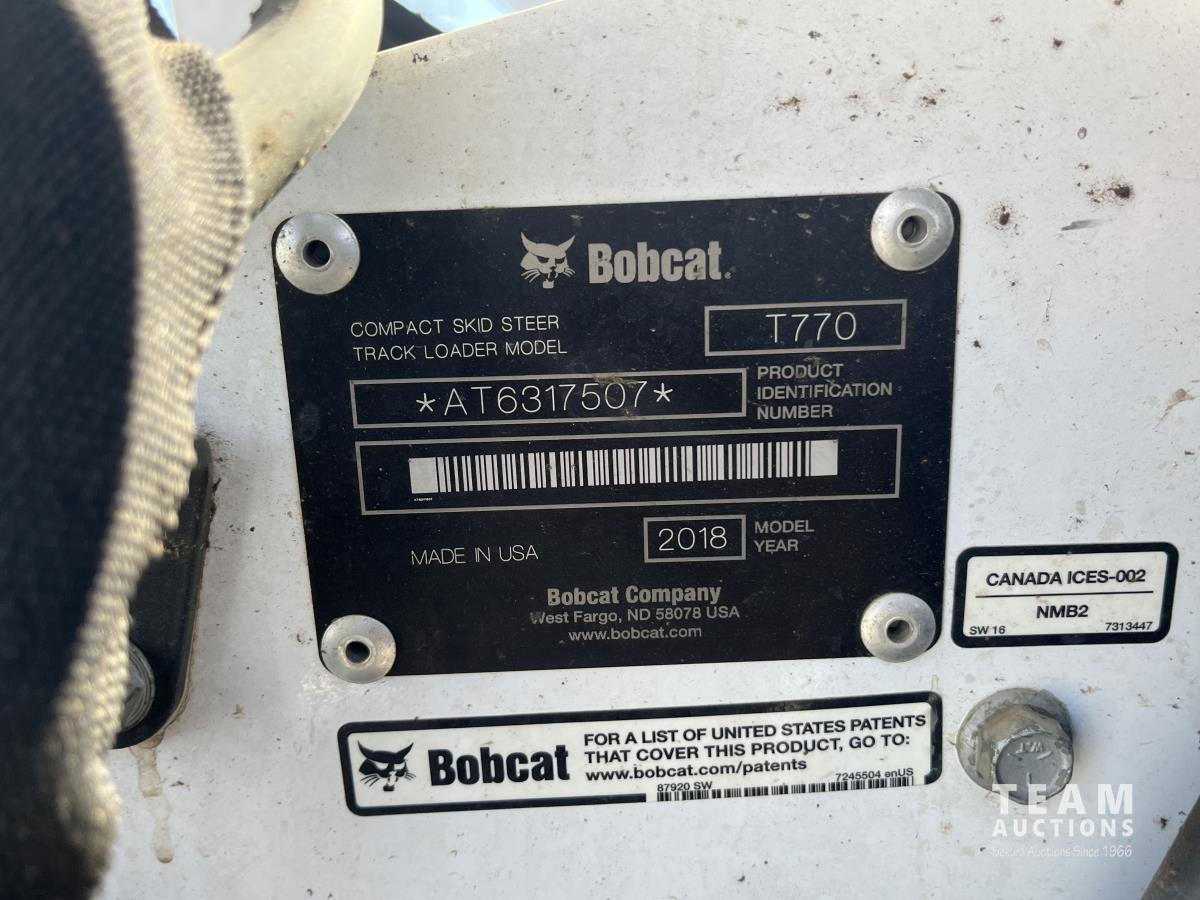 Bobcat.
COMPACT SKID STEER
TRACK LOADER MODEL
T770
*AT6317507*
PRODUCT
IDENTIFICATION
NUMBER
MADE IN USA
2018
MODEL
YEAR
Bobcat Company
West Fargo, ND 58078 USA
www.bobcat.com
CANADA ICES-002
NMB2
SW 16 7313447
Bobcat
FOR A LIST OF UNITED STATES PATENTS
THAT COVER THIS PRODUCT, GO TO:
www.bobcat.com/patents
87920 SW 7245504 enUS
TEAM
AUCTIONS
Auctions Since 1966